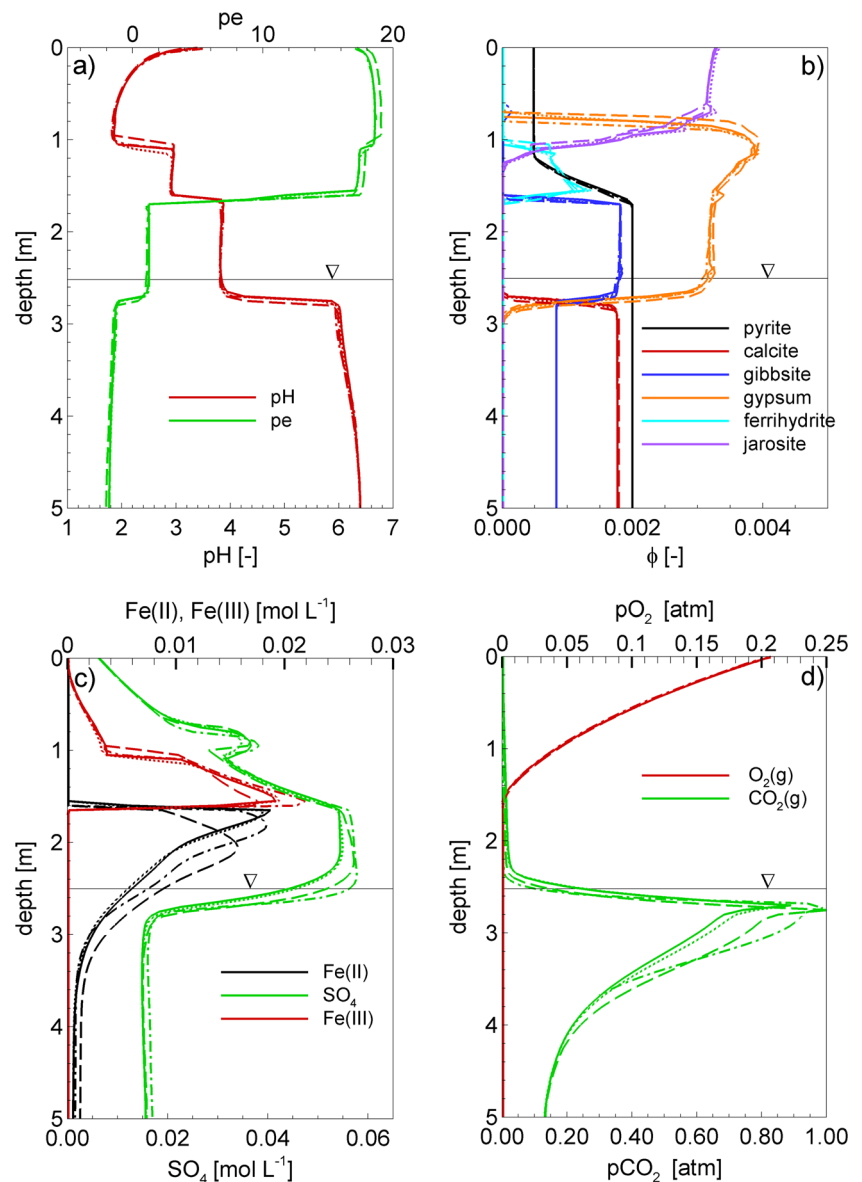 pe
0 10 20
a)
0
1
2
3
4
5
depth [m]
∇
pH
pe
1 2 3 4 5 6 7
pH [-]
b)
0
1
2
3
4
5
depth [m]
∇
pyrite
calcite
gibbsite
gypsum
ferrihydrite
jarosite
0.000 0.002 0.004
ϕ [-]
Fe(II), Fe(III) [mol L⁻¹]
0 0.01 0.02 0.03
c)
0
1
2
3
4
5
depth [m]
∇
Fe(II)
SO₄
Fe(III)
0.00 0.02 0.04 0.06
SO₄ [mol L⁻¹]
pO₂ [atm]
0 0.05 0.1 0.15 0.2 0.25
d)
0
1
2
3
4
5
depth [m]
∇
O₂(g)
CO₂(g)
0.00 0.20 0.40 0.60 0.80 1.00
pCO₂ [atm]